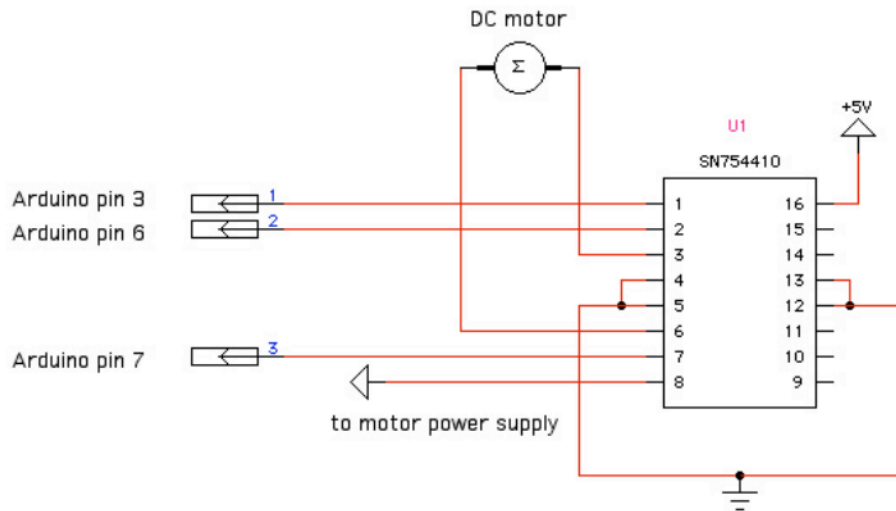 DC motor
+5V
U1
SN754410
Arduino pin 3
1
1
16
Arduino pin 6
2
2
15
3
14
4
13
5
12
6
11
Arduino pin 7
3
7
10
8
9
to motor power supply
Σ